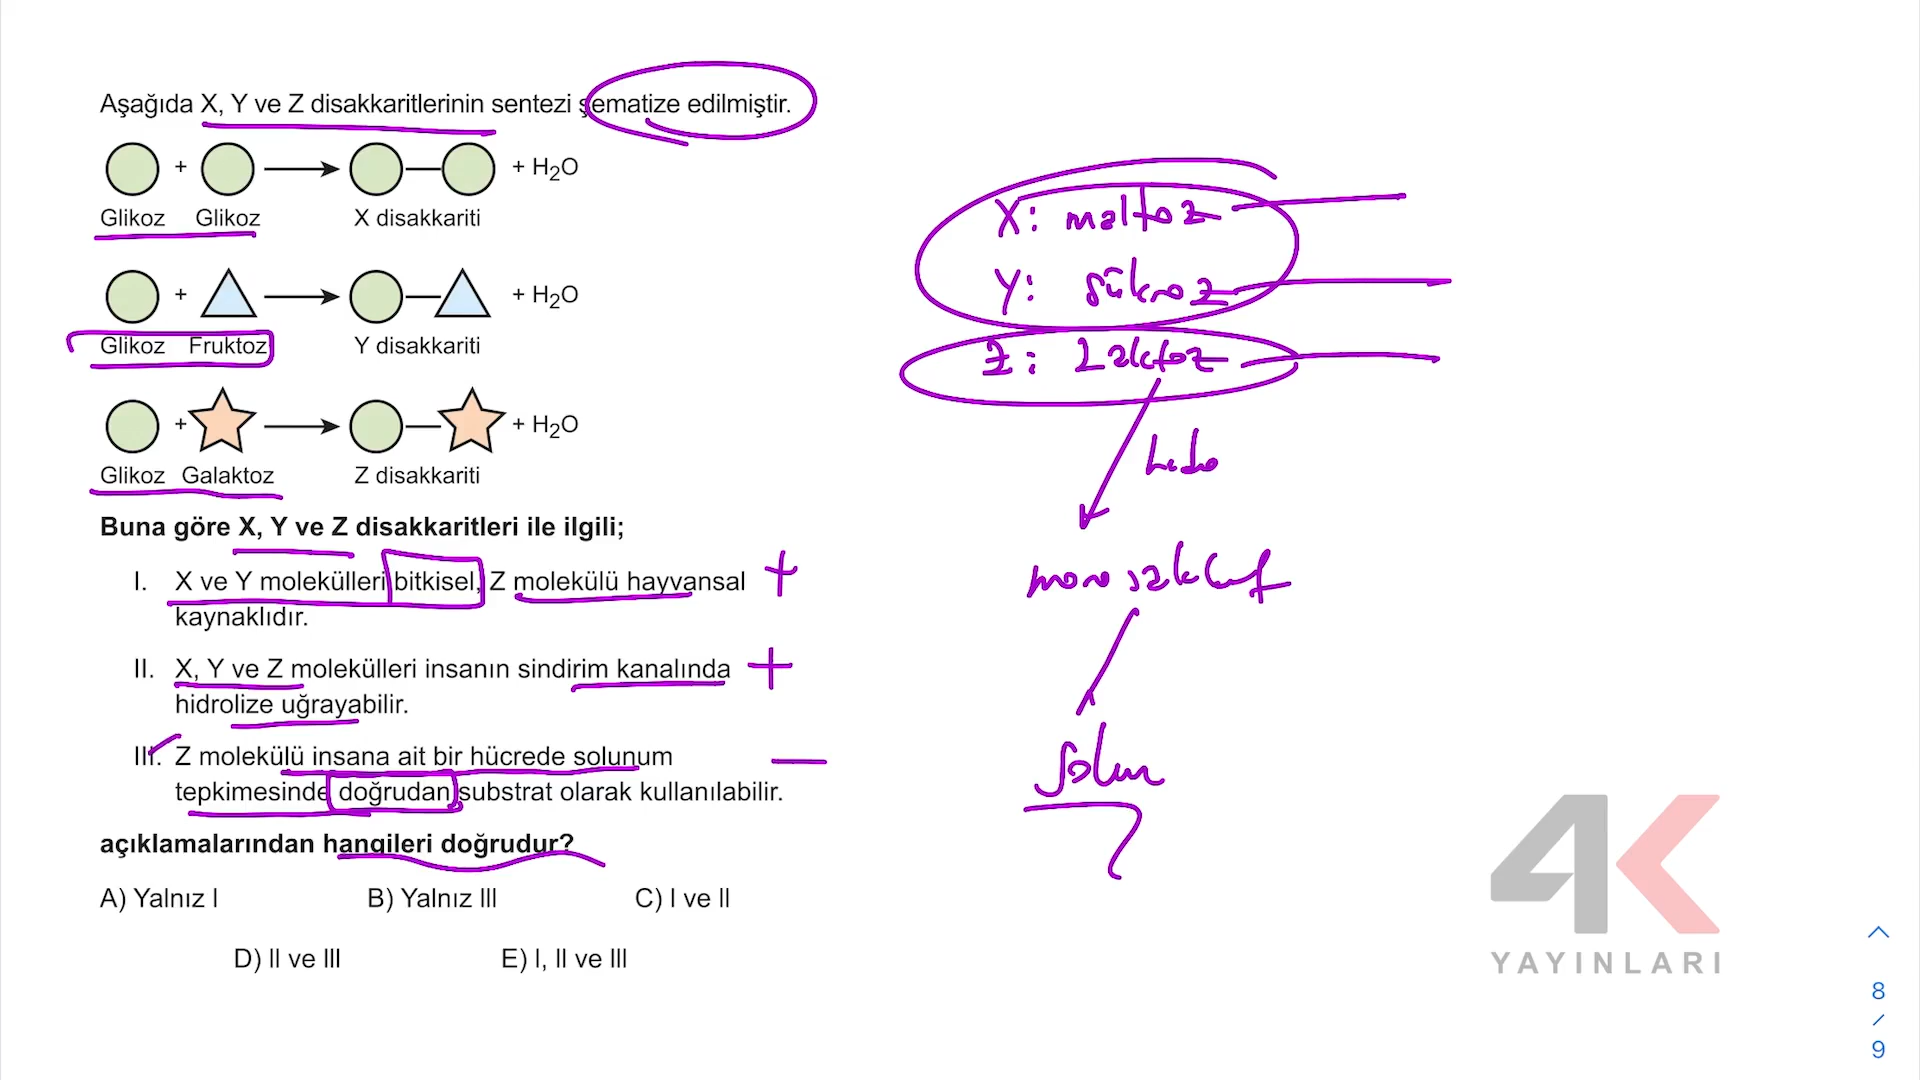 Aşağıda X, Y ve Z disakkaritlerinin sentezi şematize edilmiştir.
+ + H₂O
Glikoz Glikoz X disakkariti
+ + H₂O
Glikoz Fruktoz Y disakkariti
+ + H₂O
Glikoz Galaktoz Z disakkariti
Buna göre X, Y ve Z disakkaritleri ile ilgili;
I. X ve Y molekülleri bitkisel, Z molekülü hayvansal +
kaynaklıdır.
II. X, Y ve Z molekülleri insanın sindirim kanalında +
hidrolize uğrayabilir.
III. Z molekülü insana ait bir hücrede solunum —
tepkimesinde doğrudan substrat olarak kullanılabilir.
açıklamalarından hangileri doğrudur?
A) Yalnız I B) Yalnız III C) I ve II
D) II ve III E) I, II ve III
X: maltoz
Y: sükroz
Z: Laktoz
4K
YAYINLARI
8
/
9